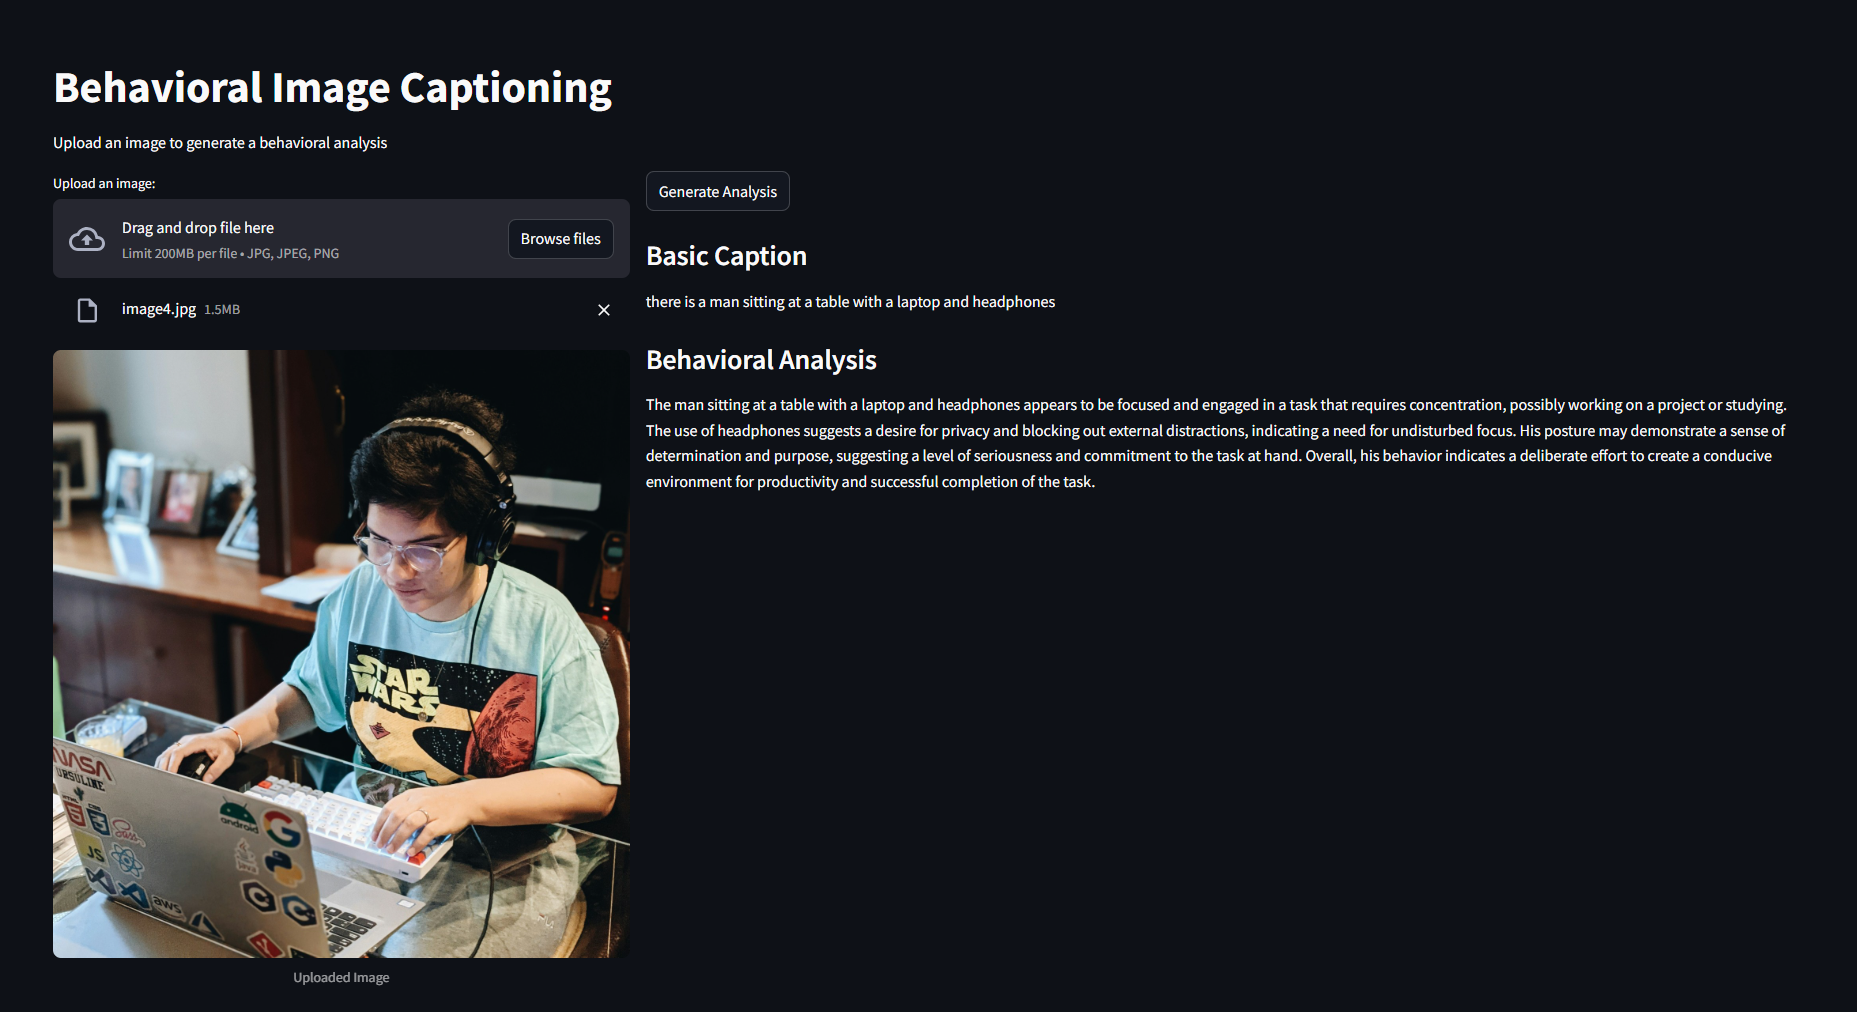 Behavioral Image Captioning
Upload an image to generate a behavioral analysis
Upload an image:
Drag and drop file here
Limit 200MB per file • JPG, JPEG, PNG
Browse files
image4.jpg 1.5MB
STAR
WARS
NASA
URSULINE
HTML
CSS
Sass
JS
aws
android
G
Java
C
C
Uploaded Image
Generate Analysis
Basic Caption
there is a man sitting at a table with a laptop and headphones
Behavioral Analysis
The man sitting at a table with a laptop and headphones appears to be focused and engaged in a task that requires concentration, possibly working on a project or studying.
The use of headphones suggests a desire for privacy and blocking out external distractions, indicating a need for undisturbed focus. His posture may demonstrate a sense of
determination and purpose, suggesting a level of seriousness and commitment to the task at hand. Overall, his behavior indicates a deliberate effort to create a conducive
environment for productivity and successful completion of the task.